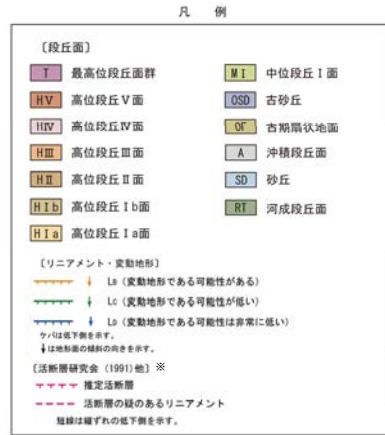 凡 例
〔段丘面〕
T 最高位段丘面群
HⅤ 高位段丘Ⅴ面
HⅣ 高位段丘Ⅳ面
HⅢ 高位段丘Ⅲ面
HⅡ 高位段丘Ⅱ面
HⅠb 高位段丘Ⅰb面
HⅠa 高位段丘Ⅰa面
MⅠ 中位段丘Ⅰ面
OSD 古砂丘
OF 古期扇状地面
A 沖積段丘面
SD 砂丘
RT 河成段丘面
〔リニアメント・変動地形〕
LB（変動地形である可能性がある）
LC（変動地形である可能性が低い）
LD（変動地形である可能性は非常に低い）
ケバは低下側を示す。
↓は地形面の傾斜の向きを示す。
〔活断層研究会（1991）他〕※
推定活断層
活断層の疑のあるリニアメント
短線は縦ずれの低下側を示す。